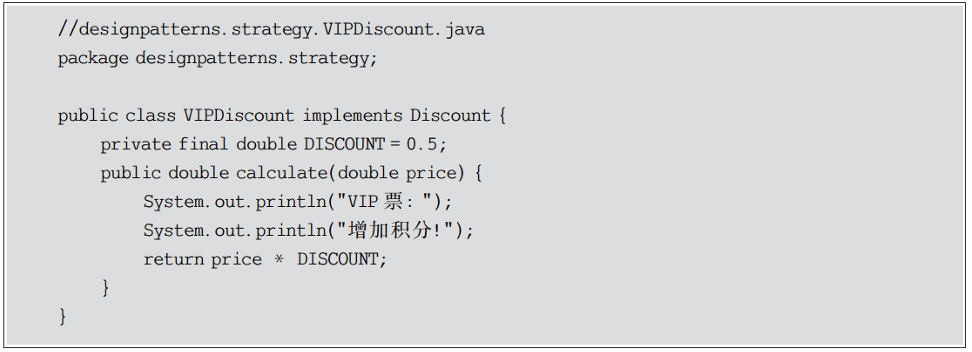 //designpatterns.strategy.VIPDiscount.java
package designpatterns.strategy;

public class VIPDiscount implements Discount {
    private final double DISCOUNT = 0.5;
    public double calculate(double price) {
        System.out.println("VIP 票：");
        System.out.println("增加积分!");
        return price * DISCOUNT;
    }
}